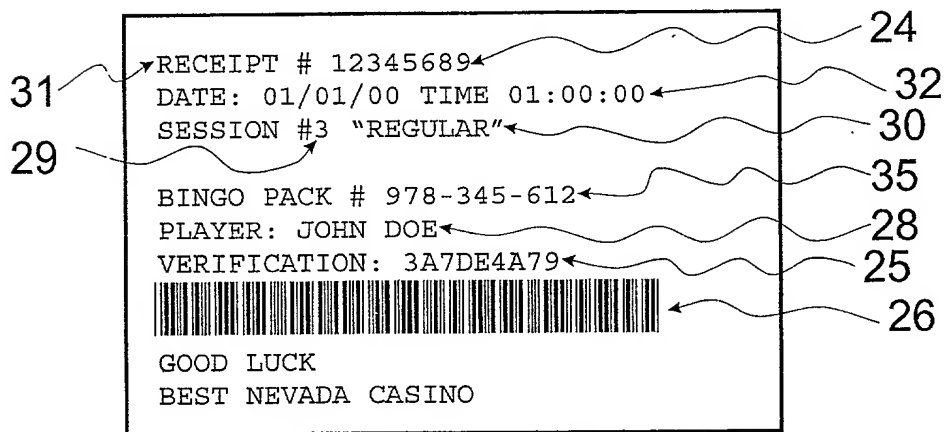 24
31 RECEIPT # 12345689
DATE: 01/01/00 TIME 01:00:00 32
SESSION #3 "REGULAR" 30
29
BINGO PACK # 978-345-612 35
PLAYER: JOHN DOE 28
VERIFICATION: 3A7DE4A79 25
26
GOOD LUCK
BEST NEVADA CASINO